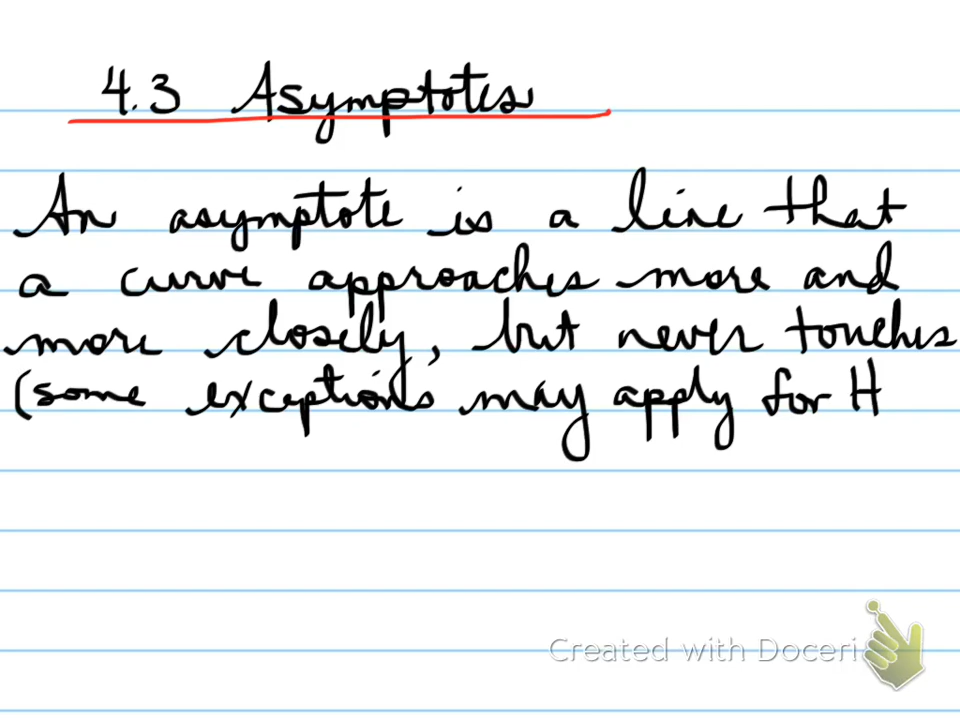 4.3 Asymptotes
An asymptote is a line that
a curve approaches more and
more closely, but never touches
(some exceptions may apply for H
Created with Doceri